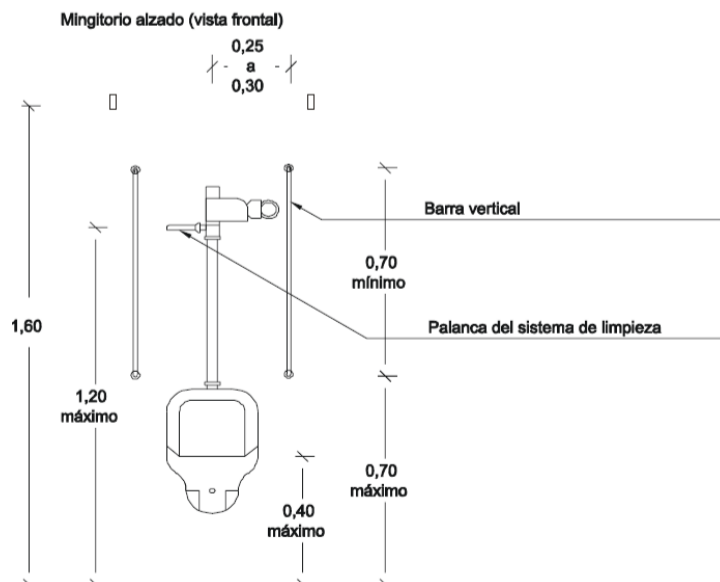 Mingitorio alzado (vista frontal)
0,25
a
0,30
Barra vertical
0,70
mínimo
1,60
Palanca del sistema de limpieza
1,20
máximo
0,70
máximo
0,40
máximo